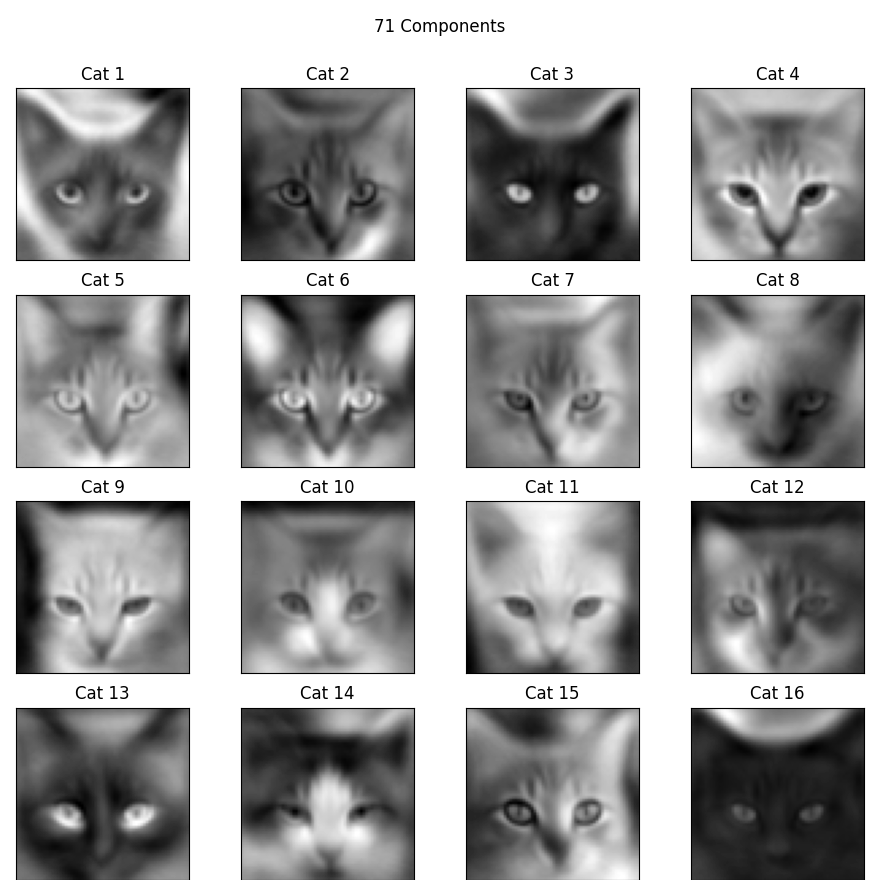 71 Components
Cat 1 Cat 2 Cat 3 Cat 4
Cat 5 Cat 6 Cat 7 Cat 8
Cat 9 Cat 10 Cat 11 Cat 12
Cat 13 Cat 14 Cat 15 Cat 16